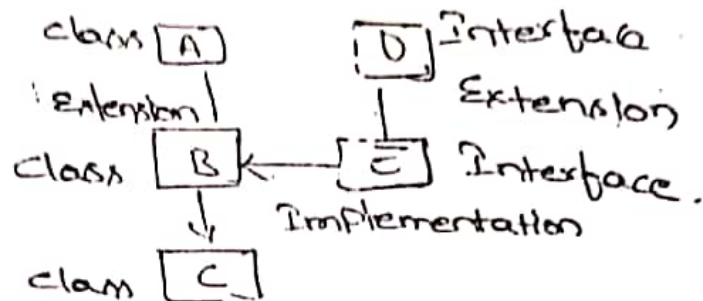 class A D Interface
Extension Extension
class B E Interface.
Implementation
class C